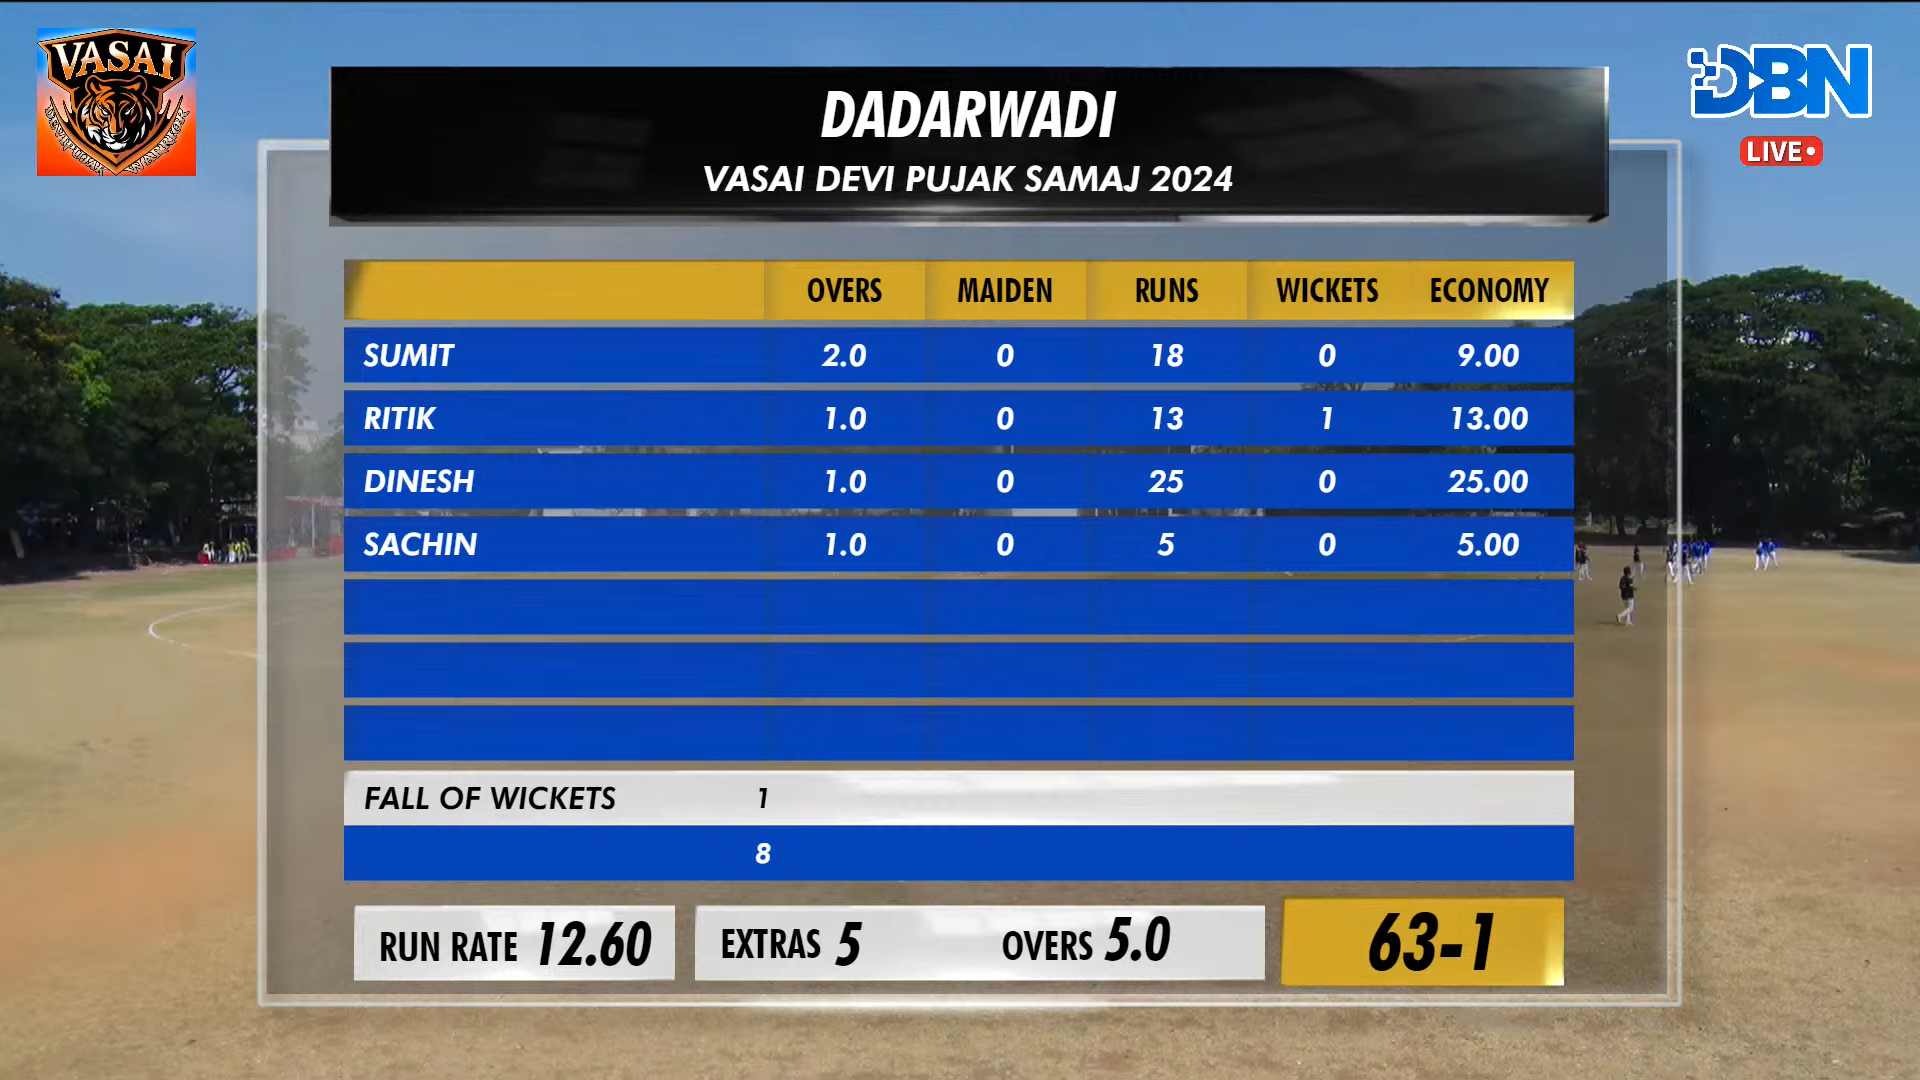 VASAI
DEVIPUJAK WARRIOR
DBN
LIVE
DADARWADI
VASAI DEVI PUJAK SAMAJ 2024
OVERS MAIDEN RUNS WICKETS ECONOMY
SUMIT 2.0 0 18 0 9.00
RITIK 1.0 0 13 1 13.00
DINESH 1.0 0 25 0 25.00
SACHIN 1.0 0 5 0 5.00
FALL OF WICKETS 1
8
RUN RATE 12.60 EXTRAS 5 OVERS 5.0 63-1